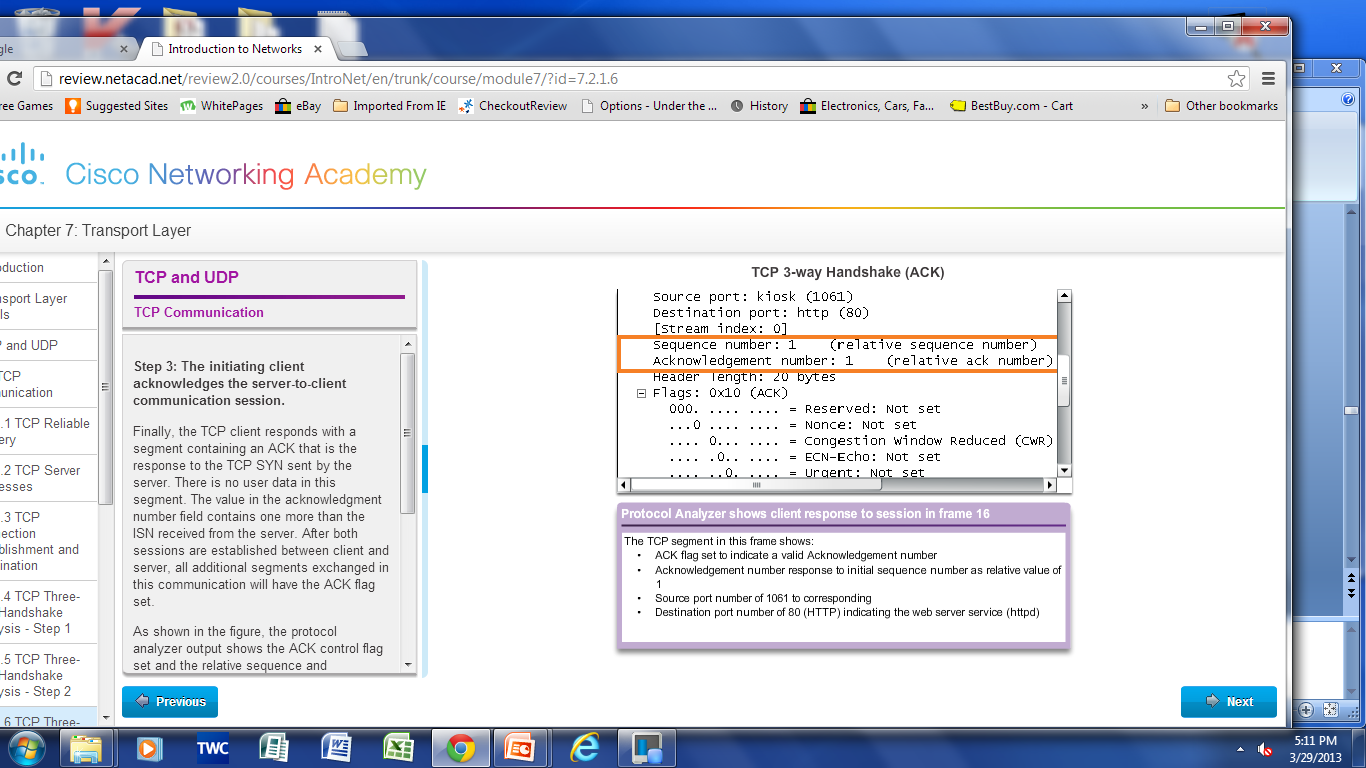 gle
Introduction to Networks
review.netacad.net/review2.0/courses/IntroNet/en/trunk/course/module7/?id=7.2.1.6
ree Games
Suggested Sites
WhitePages
eBay
Imported From IE
CheckoutReview
Options - Under the ...
History
Electronics, Cars, Fa...
BestBuy.com - Cart
»
Other bookmarks
sco.
Cisco Networking Academy
Chapter 7: Transport Layer
oduction
nsport Layer
ls
P and UDP
TCP
munication
.1 TCP Reliable
ery
.2 TCP Server
esses
.3 TCP
ection
blishment and
ination
.4 TCP Three-
Handshake
ysis - Step 1
.5 TCP Three-
Handshake
ysis - Step 2
.6 TCP Three-
TCP and UDP
TCP Communication
Step 3: The initiating client
acknowledges the server-to-client
communication session.
Finally, the TCP client responds with a
segment containing an ACK that is the
response to the TCP SYN sent by the
server. There is no user data in this
segment. The value in the acknowledgment
number field contains one more than the
ISN received from the server. After both
sessions are established between client and
server, all additional segments exchanged in
this communication will have the ACK flag
set.
As shown in the figure, the protocol
analyzer output shows the ACK control flag
set and the relative sequence and
Previous
TCP 3-way Handshake (ACK)
Source port: kiosk (1061)
Destination port: http (80)
[Stream index: 0]
Sequence number: 1 (relative sequence number)
Acknowledgement number: 1 (relative ack number)
Header length: 20 bytes
Flags: 0x10 (ACK)
000. .... .... = Reserved: Not set
...0 .... .... = Nonce: Not set
.... 0... .... = Congestion Window Reduced (CWR)
.... .0.. .... = ECN-Echo: Not set
.... ..0. .... = Urgent: Not set
Protocol Analyzer shows client response to session in frame 16
The TCP segment in this frame shows:
• ACK flag set to indicate a valid Acknowledgement number
• Acknowledgement number response to initial sequence number as relative value of
1
• Source port number of 1061 to corresponding
• Destination port number of 80 (HTTP) indicating the web server service (httpd)
Next
TWC
5:11 PM
3/29/2013